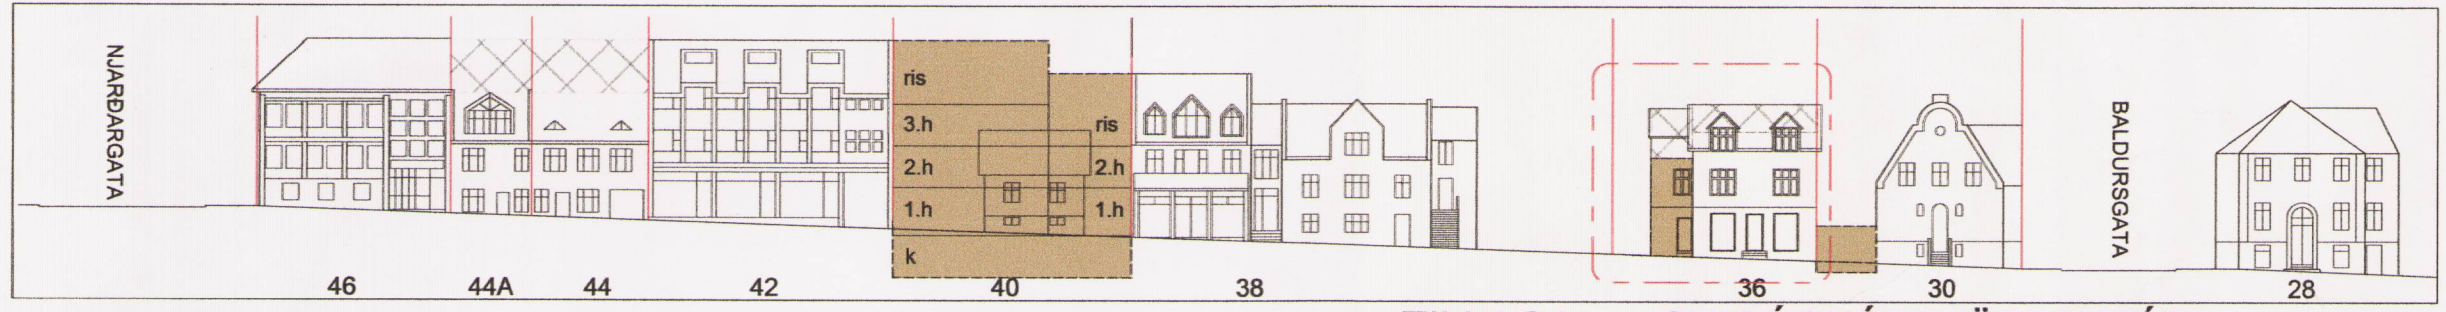 NJARÐARGATA
ris
3.h
2.h
1.h
k
ris
2.h
1.h
BALDURSGATA
46
44A
44
42
40
38
36
30
28